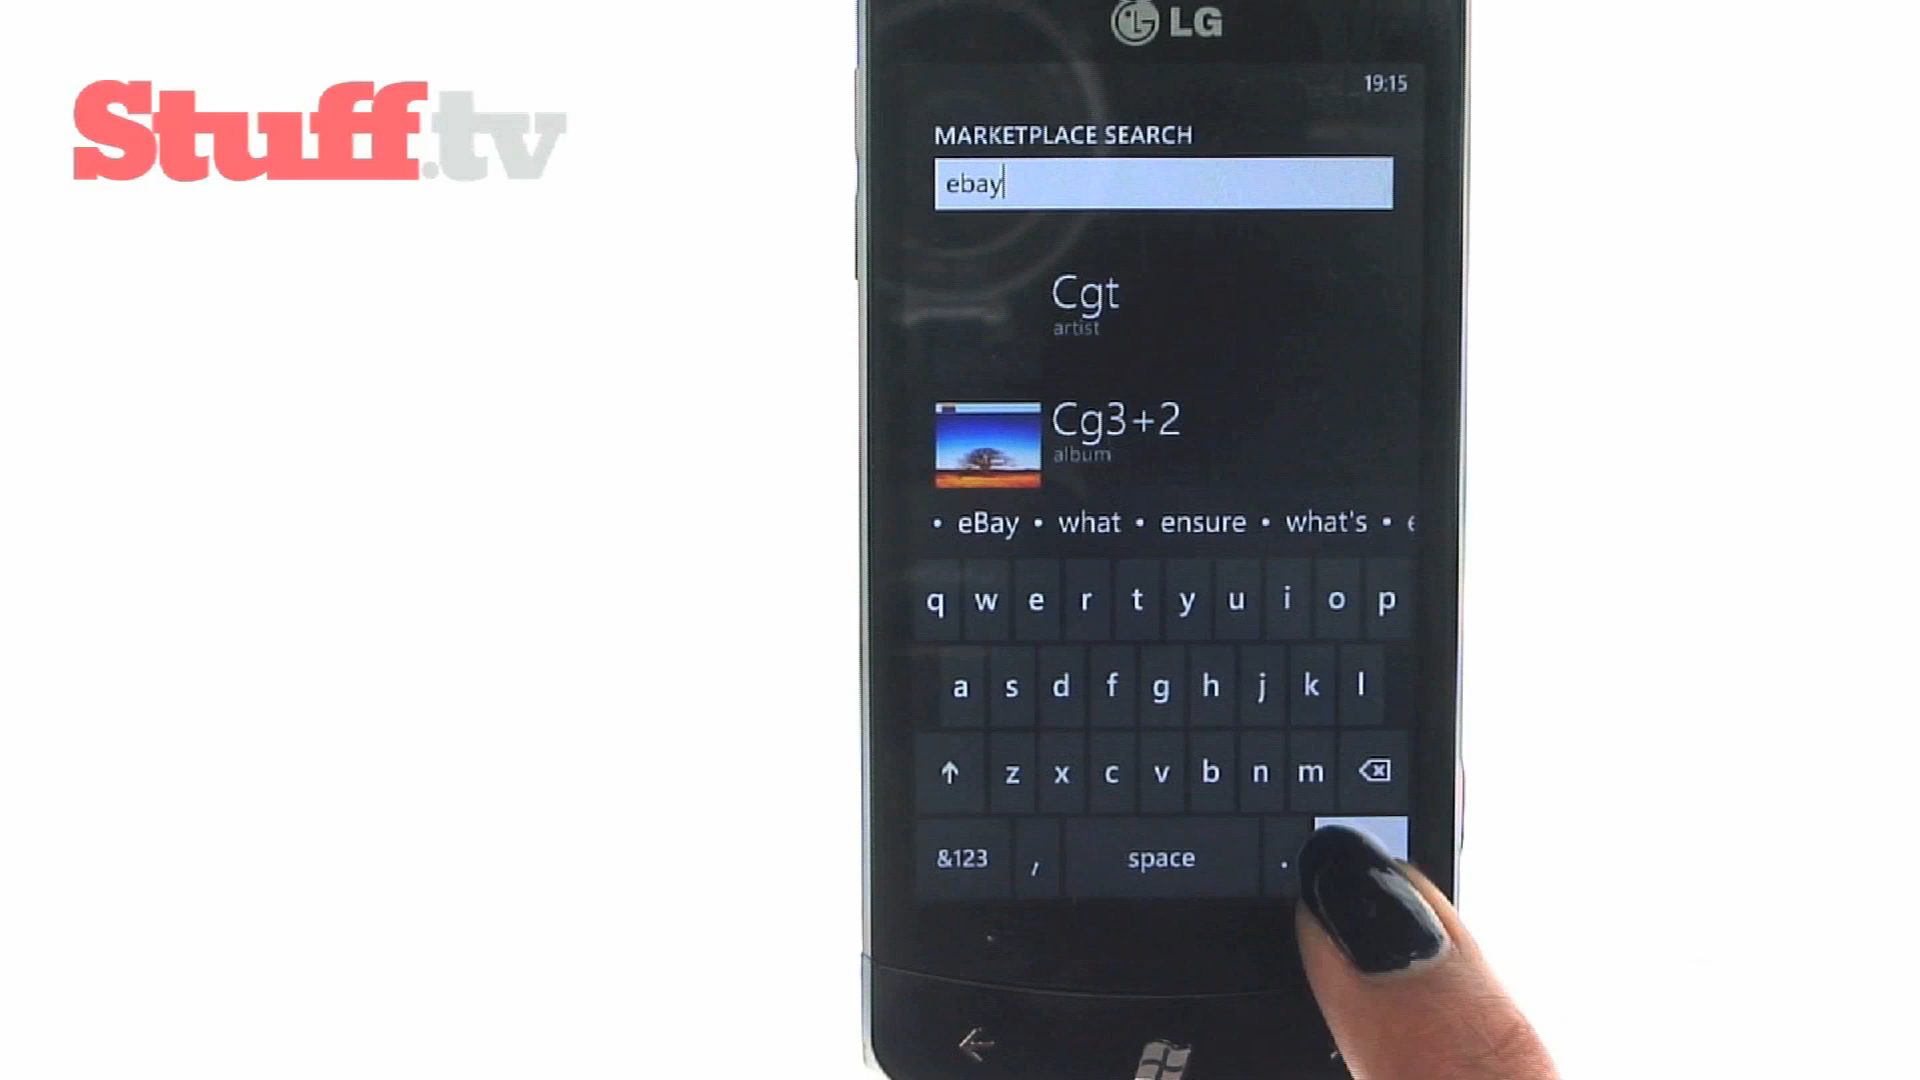 Stuff.tv
LG
19:15
MARKETPLACE SEARCH
ebay
Cgt
artist
Cg3+2
album
• eBay • what • ensure • what's •
q w e r t y u i o p
a s d f g h j k l
z x c v b n m
&123 , space .